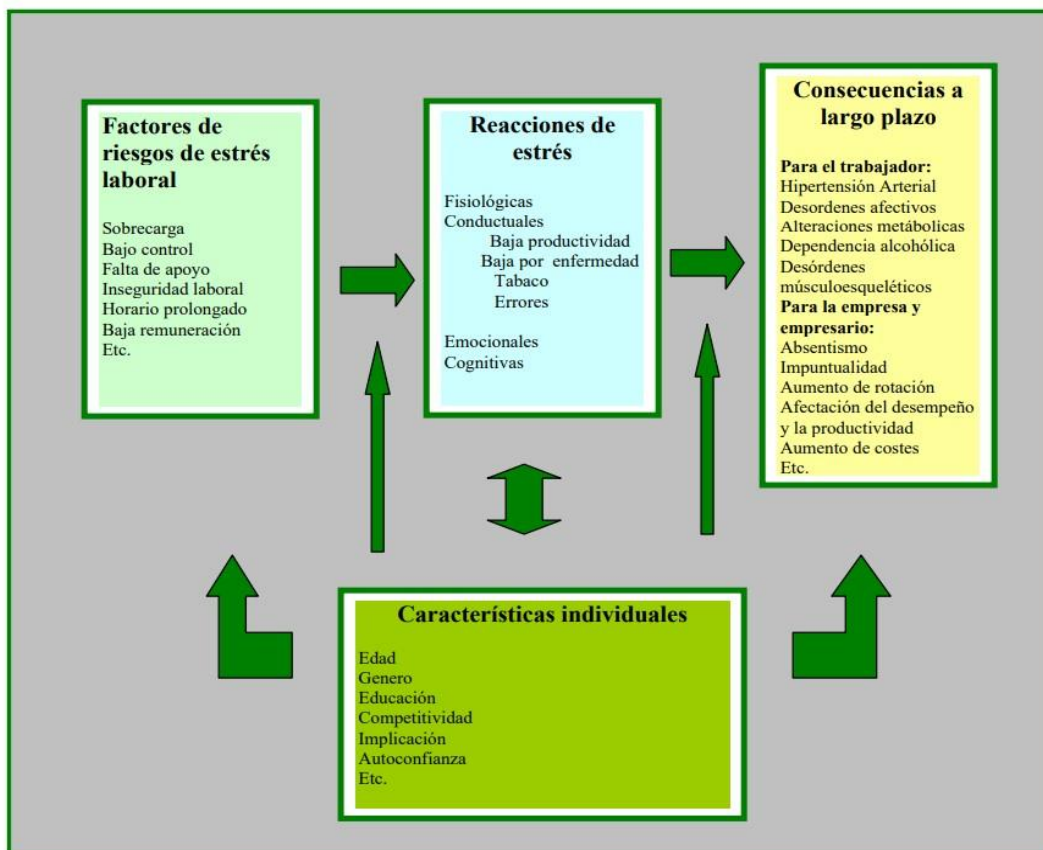 Factores de
riesgos de estrés
laboral
Sobrecarga
Bajo control
Falta de apoyo
Inseguridad laboral
Horario prolongado
Baja remuneración
Etc.
Reacciones de
estrés
Fisiológicas
Conductuales
Baja productividad
Baja por enfermedad
Tabaco
Errores
Emocionales
Cognitivas
Consecuencias a
largo plazo
Para el trabajador:
Hipertensión Arterial
Desordenes afectivos
Alteraciones metábolicas
Dependencia alcohólica
Desórdenes
músculoesqueléticos
Para la empresa y
empresario:
Absentismo
Impuntualidad
Aumento de rotación
Afectación del desempeño
y la productividad
Aumento de costes
Etc.
Características individuales
Edad
Genero
Educación
Competitividad
Implicación
Autoconfianza
Etc.